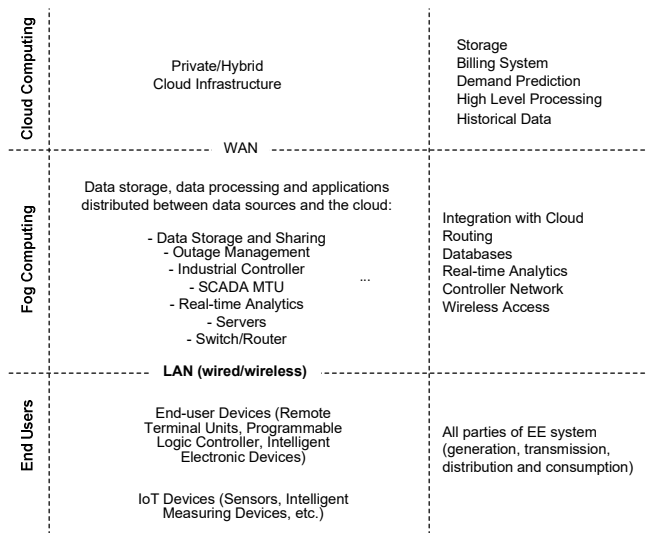 Cloud Computing
Private/Hybrid
Cloud Infrastructure
Storage
Billing System
Demand Prediction
High Level Processing
Historical Data
WAN
Fog Computing
Data storage, data processing and applications
distributed between data sources and the cloud:
- Data Storage and Sharing
- Outage Management
- Industrial Controller
- SCADA MTU
- Real-time Analytics
- Servers
- Switch/Router
...
Integration with Cloud
Routing
Databases
Real-time Analytics
Controller Network
Wireless Access
LAN (wired/wireless)
End Users
End-user Devices (Remote
Terminal Units, Programmable
Logic Controller, Intelligent
Electronic Devices)
IoT Devices (Sensors, Intelligent
Measuring Devices, etc.)
All parties of EE system
(generation, transmission,
distribution and consumption)